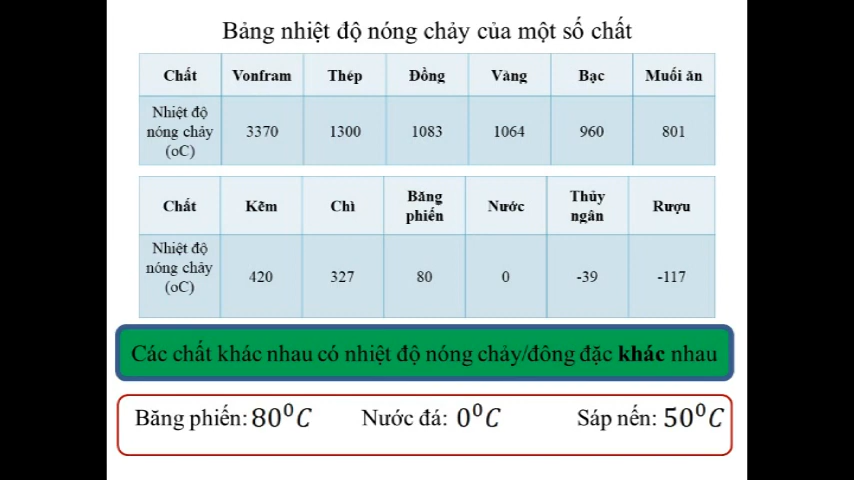 Bảng nhiệt độ nóng chảy của một số chất
Chất Vonfram Thép Đồng Vàng Bạc Muối ăn
Nhiệt độ
nóng chảy 3370 1300 1083 1064 960 801
(oC)
Chất Kẽm Chì Băng phiến Nước Thủy ngân Rượu
Nhiệt độ
nóng chảy 420 327 80 0 -39 -117
(oC)
Các chất khác nhau có nhiệt độ nóng chảy/đông đặc khác nhau
Băng phiến: 80⁰C Nước đá: 0⁰C Sáp nến: 50⁰C